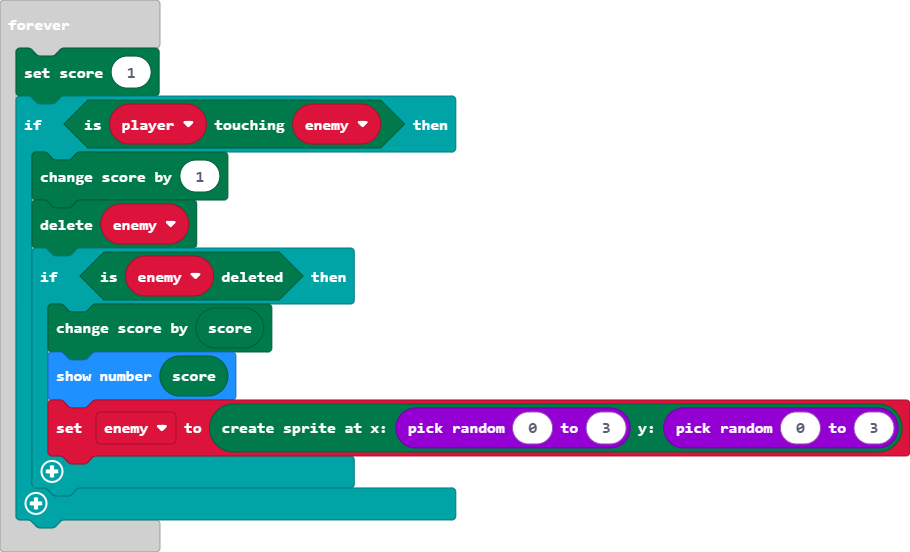 forever
set score 1
if is player touching enemy then
change score by 1
delete enemy
if is enemy deleted then
change score by score
show number score
set enemy to create sprite at x: pick random 0 to 3 y: pick random 0 to 3